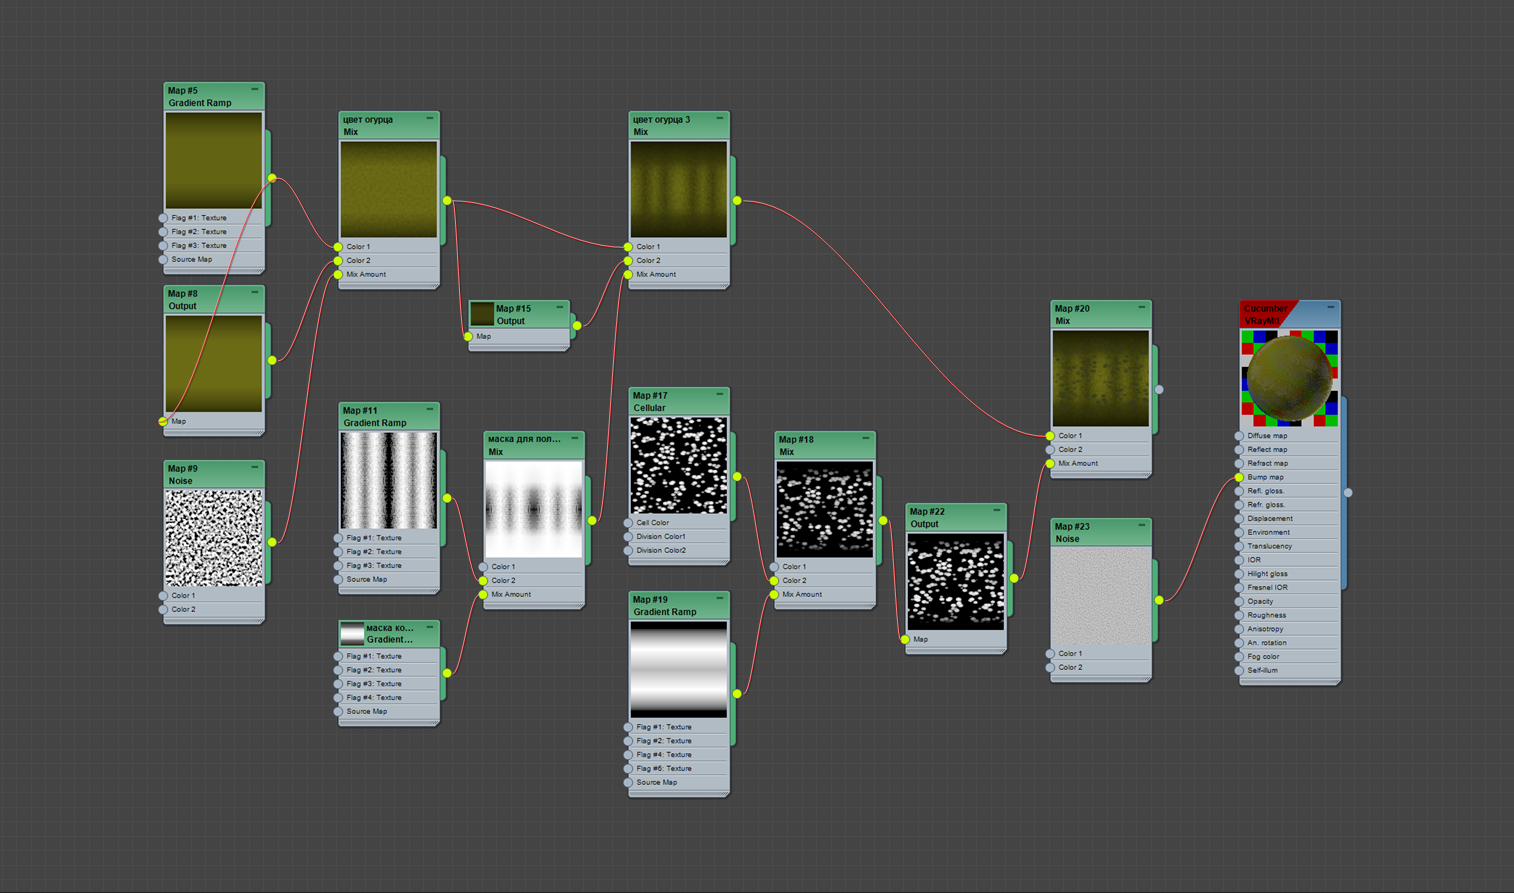 Map #5
Gradient Ramp
Flag #1: Texture
Flag #2: Texture
Flag #3: Texture
Source Map
Map #8
Output
Map
Map #9
Noise
Color 1
Color 2
цвет огурца
Mix
Color 1
Color 2
Mix Amount
Map #15
Output
Map
Map #11
Gradient Ramp
Flag #1: Texture
Flag #2: Texture
Flag #3: Texture
Source Map
маска ко...
Gradient...
Flag #1: Texture
Flag #2: Texture
Flag #3: Texture
Flag #4: Texture
Source Map
маска для пол...
Mix
Color 1
Color 2
Mix Amount
цвет огурца 3
Mix
Color 1
Color 2
Mix Amount
Map #17
Cellular
Cell Color
Division Color1
Division Color2
Map #19
Gradient Ramp
Flag #1: Texture
Flag #2: Texture
Flag #4: Texture
Flag #6: Texture
Source Map
Map #18
Mix
Color 1
Color 2
Mix Amount
Map #22
Output
Map
Map #20
Mix
Color 1
Color 2
Mix Amount
Map #23
Noise
Color 1
Color 2
Cucumber
VRayMtl
Diffuse map
Reflect map
Refract map
Bump map
Refl. gloss.
Refr. gloss.
Displacement
Environment
Translucency
IOR
Hilight gloss
Fresnel IOR
Opacity
Roughness
Anisotropy
An. rotation
Fog color
Self-illum